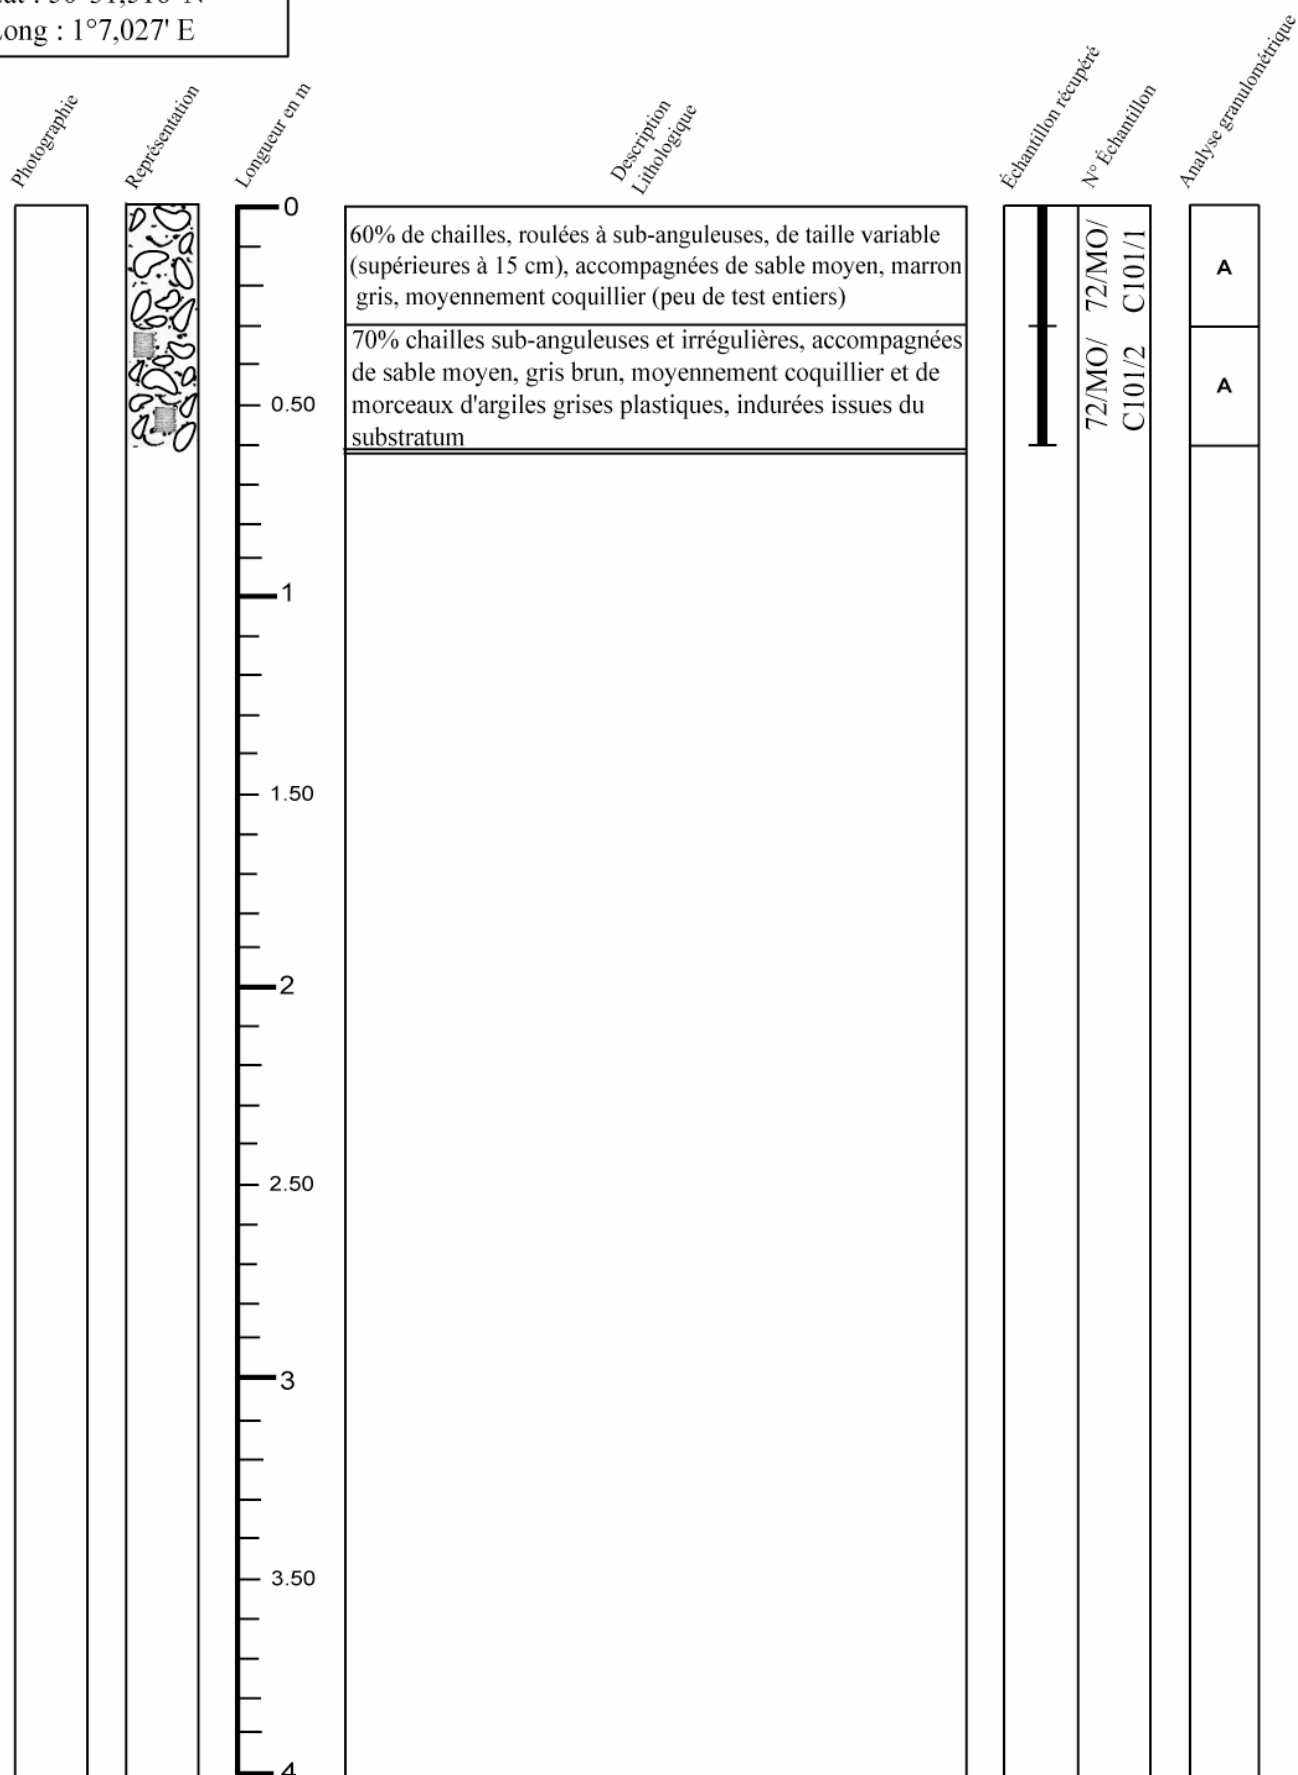 Long : 1°7,027' E
Photographie
Représentation
Longueur en m
Description
Lithologique
Échantillon récupéré
N° Échantillon
Analyse granulométrique
0
60% de chailles, roulées à sub-anguleuses, de taille variable
(supérieures à 15 cm), accompagnées de sable moyen, marron
gris, moyennement coquillier (peu de test entiers)
72/MO/
C101/1
A
70% chailles sub-anguleuses et irrégulières, accompagnées
de sable moyen, gris brun, moyennement coquillier et de
morceaux d'argiles grises plastiques, indurées issues du
substratum
72/MO/
C101/2
A
0.50
1
1.50
2
2.50
3
3.50
4